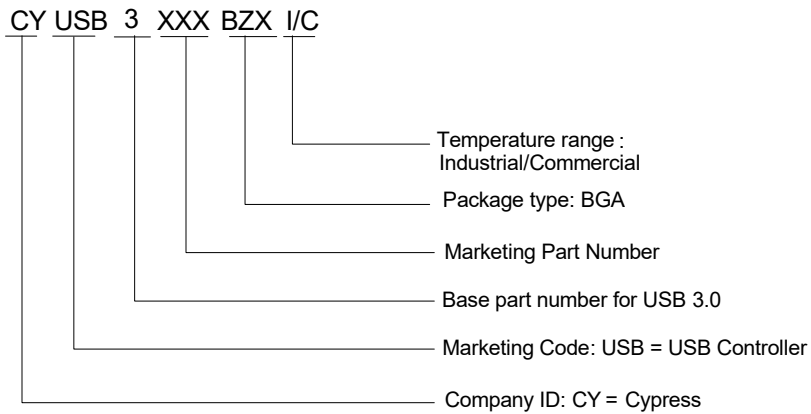 CY USB 3 XXX BZX I/C
Temperature range :
Industrial/Commercial
Package type: BGA
Marketing Part Number
Base part number for USB 3.0
Marketing Code: USB = USB Controller
Company ID: CY = Cypress